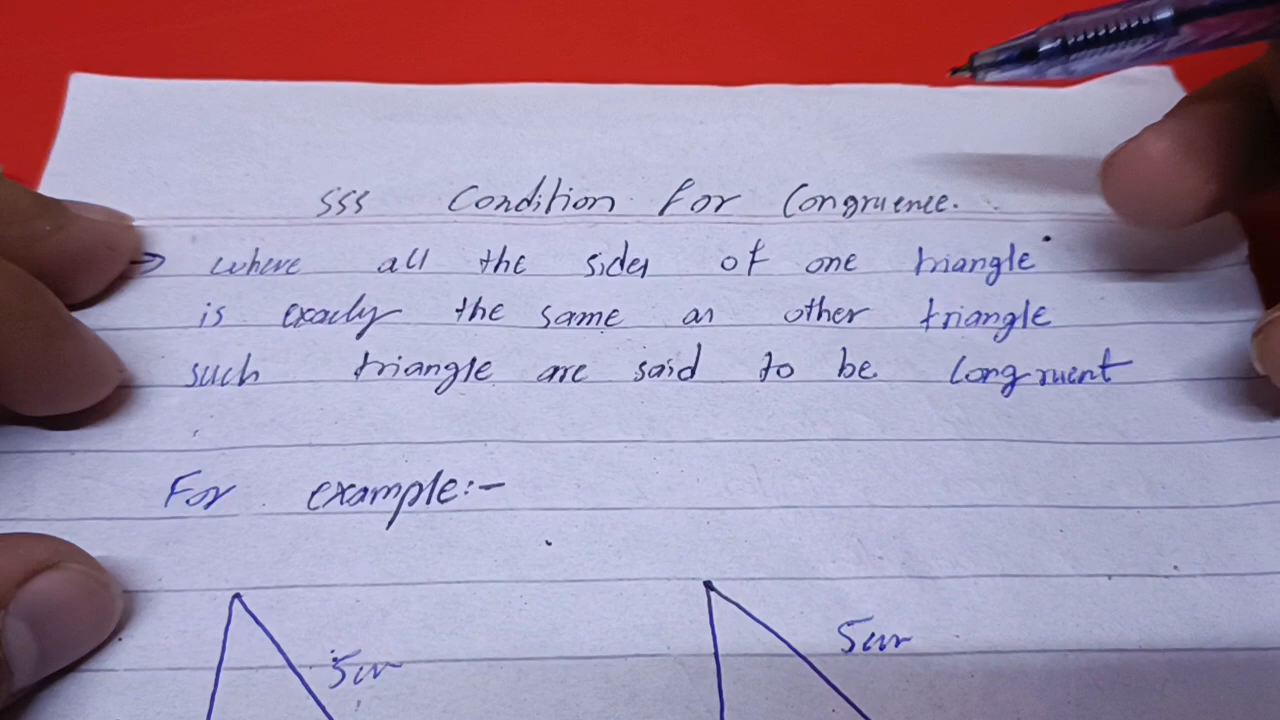 SSS Condition For Congruence.
→ where all the sides of one triangle
is exacly the same as other triangle
such triangle are said to be congruent
For example:-
5cm 5cm